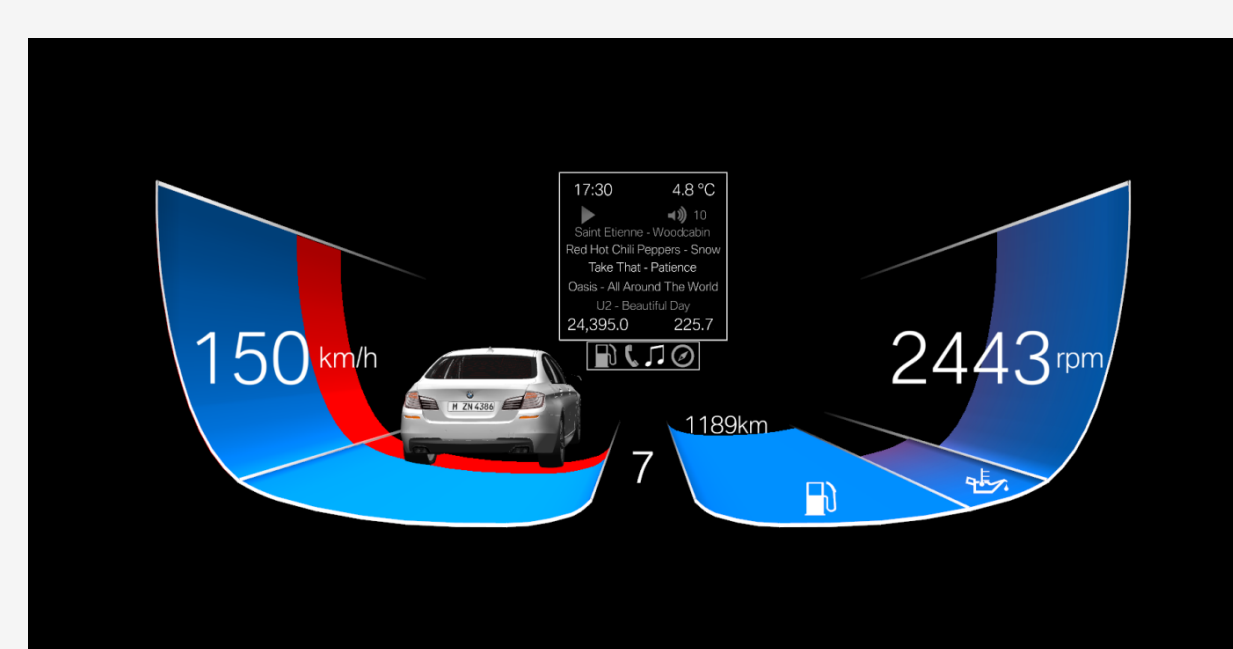 17:30 4.8 °C
10
Saint Etienne - Woodcabin
Red Hot Chili Peppers - Snow
Take That - Patience
Oasis - All Around The World
U2 - Beautiful Day
24,395.0 225.7
150 km/h
2443 rpm
M ZN 4386
1189km
7